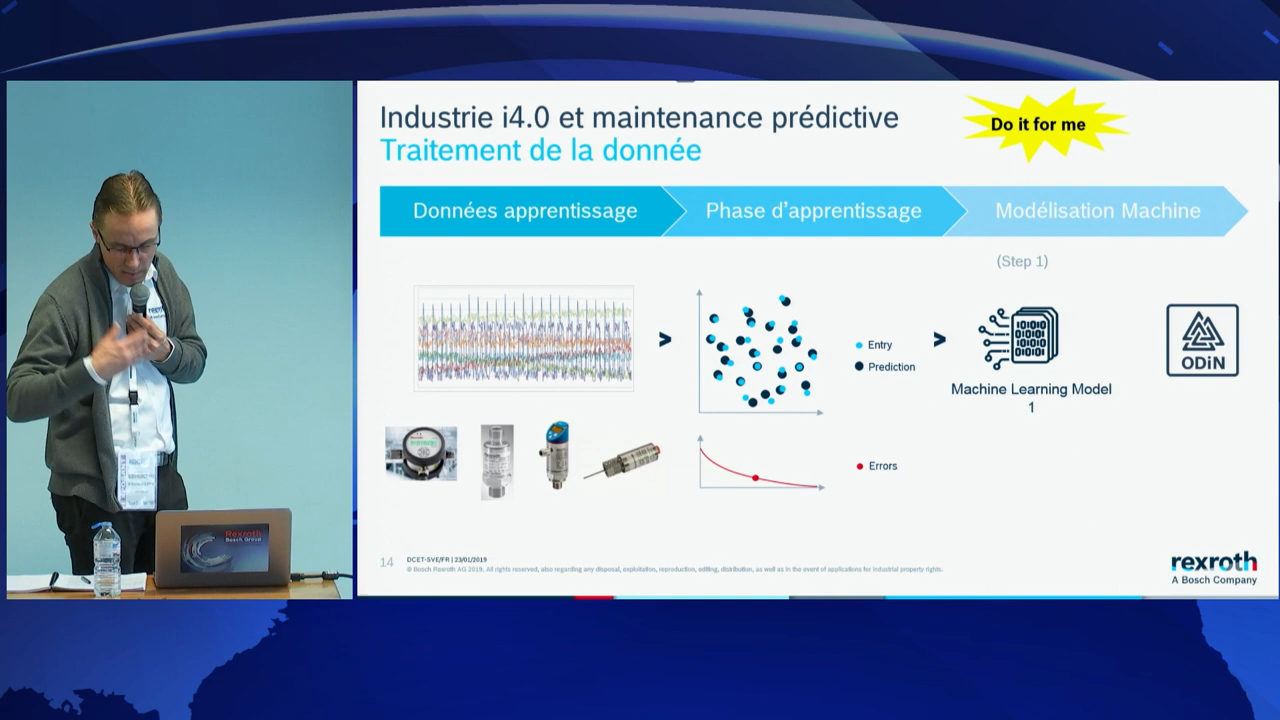 Industrie i4.0 et maintenance prédictive
Traitement de la donnée
Do it for me
Données apprentissage
Phase d'apprentissage
Modélisation Machine
(Step 1)
Entry
Prediction
>
>
Machine Learning Model
1
ODiN
Errors
14
DCET-SVE/FR | 23/01/2019
© Bosch Rexroth AG 2019. All rights reserved, also regarding any disposal, exploitation, reproduction, editing, distribution, as well as in the event of applications for industrial property rights.
rexroth
A Bosch Company
Rexroth
Bosch Group